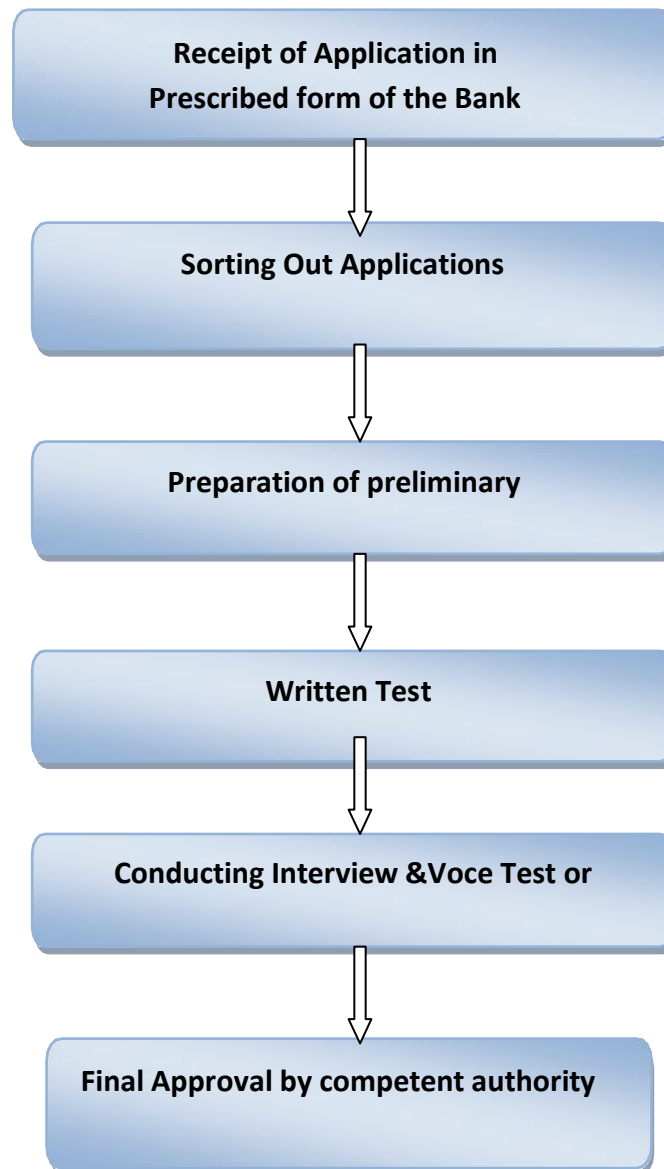 Receipt of Application in
Prescribed form of the Bank
Sorting Out Applications
Preparation of preliminary
Written Test
Conducting Interview &Voce Test or
Final Approval by competent authority